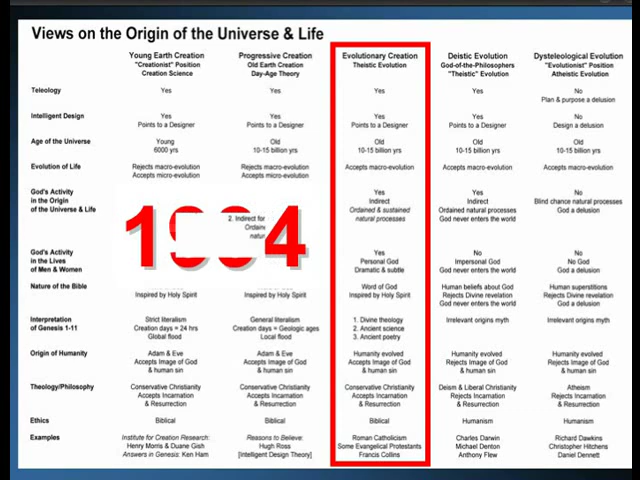 Views on the Origin of the Universe & Life
Young Earth Creation Progressive Creation Evolutionary Creation Deistic Evolution Dysteleological Evolution
"Creationist" Position Old Earth Creation Theistic Evolution God-of-the-Philosophers "Evolutionist" Position
Creation Science Day-Age Theory "Theistic" Evolution Atheistic Evolution
Teleology Yes Yes Yes Yes No
Plan & purpose a delusion
Intelligent Design Yes Yes Yes Yes No
Points to a Designer Points to a Designer Points to a Designer Points to a Designer Design a delusion
Age of the Universe Young Old Old Old Old
6000 yrs 10-15 billion yrs 10-15 billion yrs 10-15 billion yrs 10-15 billion yrs
Evolution of Life Rejects macro-evolution Rejects macro-evolution Accepts macro-evolution Accepts macro-evolution Accepts macro-evolution
Accepts micro-evolution Accepts micro-evolution
God's Activity Yes Yes No
in the Origin Indirect Indirect Blind chance natural processes
of the Universe & Life Ordained & sustained Ordained natural processes God a delusion
natural processes God never enters the world
2. Indirect for
1994
God's Activity Yes No No
in the Lives Personal God Impersonal God No God
of Men & Women Dramatic & subtle God never enters the world God a delusion
Nature of the Bible Word of God Human beliefs about God Human superstitions
Inspired by Holy Spirit Inspired by Holy Spirit Inspired by Holy Spirit Rejects Divine revelation Rejects Divine revelation
God a delusion
Interpretation Strict literalism General literalism 1. Divine theology Irrelevant origins myth Irrelevant origins myth
of Genesis 1-11 Creation days = 24 hrs Creation days = Geologic ages 2. Ancient science
Global flood Local flood 3. Ancient poetry
Origin of Humanity Adam & Eve Adam & Eve Humanity evolved Humanity evolved Humanity evolved
Accepts Image of God Accepts Image of God Accepts Image of God Rejects Image of God Rejects Image of God
& human sin & human sin & human sin & human sin & human sin
Theology/Philosophy Conservative Christianity Conservative Christianity Conservative Christianity Deism & Liberal Christianity Atheism
Accepts Incarnation Accepts Incarnation Accepts Incarnation Rejects Incarnation Rejects Incarnation
& Resurrection & Resurrection & Resurrection & Resurrection & Resurrection
Ethics Biblical Biblical Biblical Humanism Humanism
Examples Institute for Creation Research: Reasons to Believe: Roman Catholicism Charles Darwin Richard Dawkins
Henry Morris & Duane Gish Hugh Ross Some Evangelical Protestants Michael Denton Christopher Hitchens
Answers in Genesis: Ken Ham [Intelligent Design Theory] Francis Collins Anthony Flew Daniel Dennett